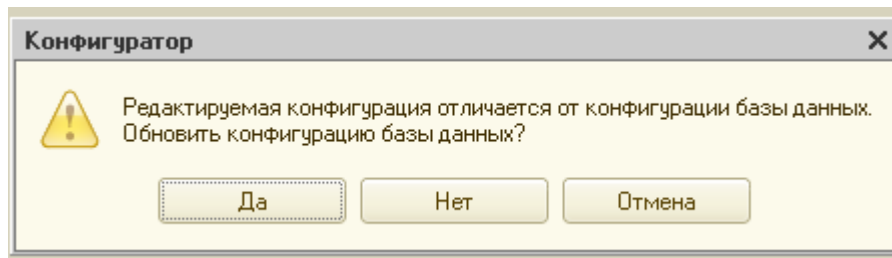 Конфигуратор
Редактируемая конфигурация отличается от конфигурации базы данных.
Обновить конфигурацию базы данных?
Да Нет Отмена